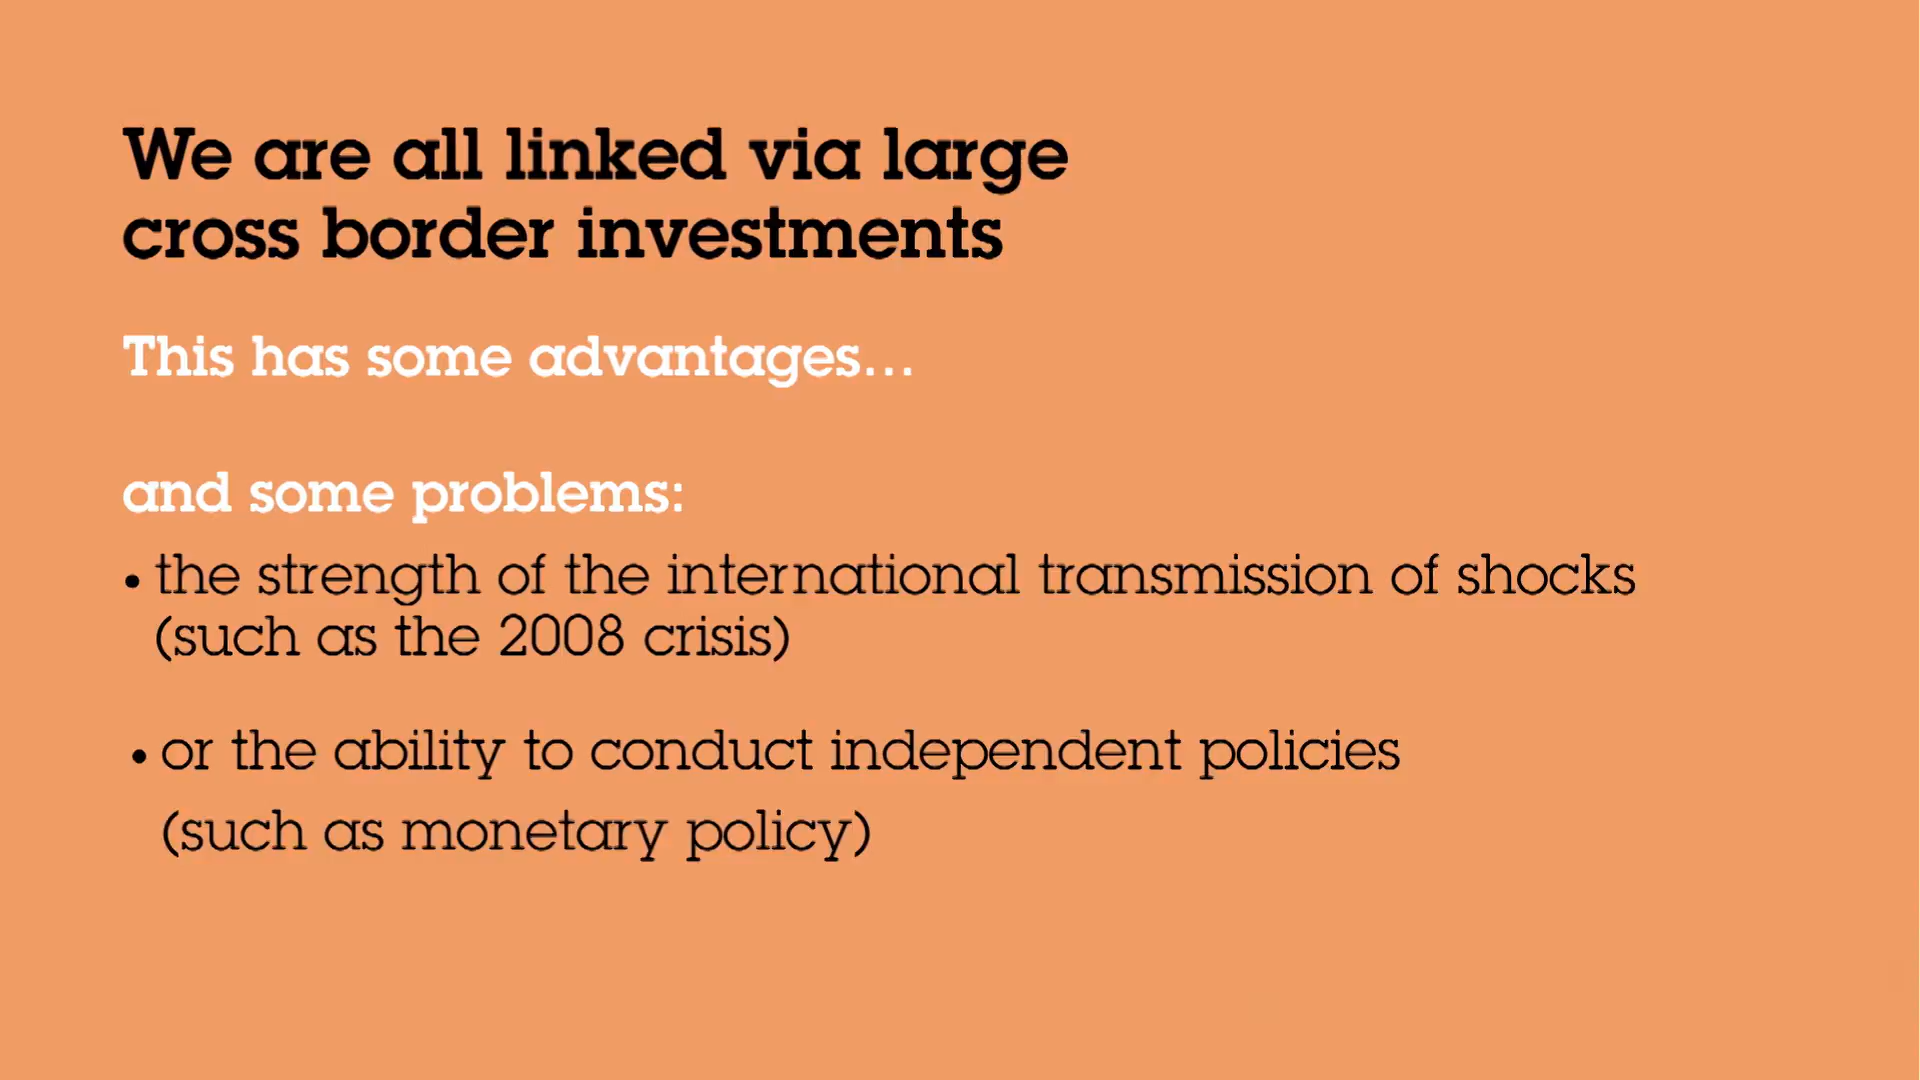 We are all linked via large
cross border investments
This has some advantages...
and some problems:
• the strength of the international transmission of shocks
(such as the 2008 crisis)
• or the ability to conduct independent policies
(such as monetary policy)